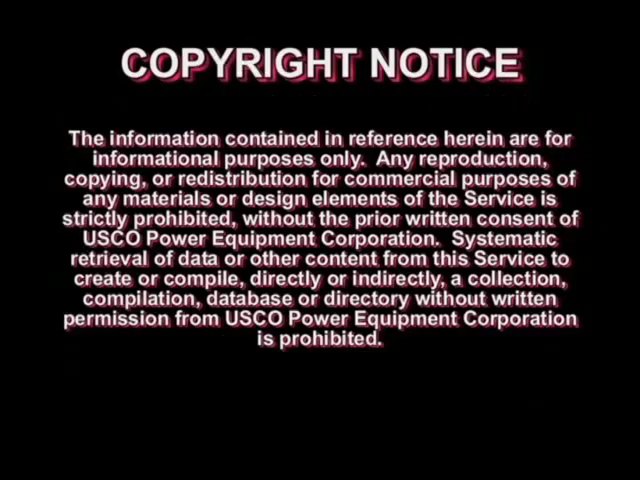 COPYRIGHT NOTICE
The information contained in reference herein are for
informational purposes only.  Any reproduction,
copying, or redistribution for commercial purposes of
any materials or design elements of the Service is
strictly prohibited, without the prior written consent of
USCO Power Equipment Corporation.  Systematic
retrieval of data or other content from this Service to
create or compile, directly or indirectly, a collection,
compilation, database or directory without written
permission from USCO Power Equipment Corporation
is prohibited.